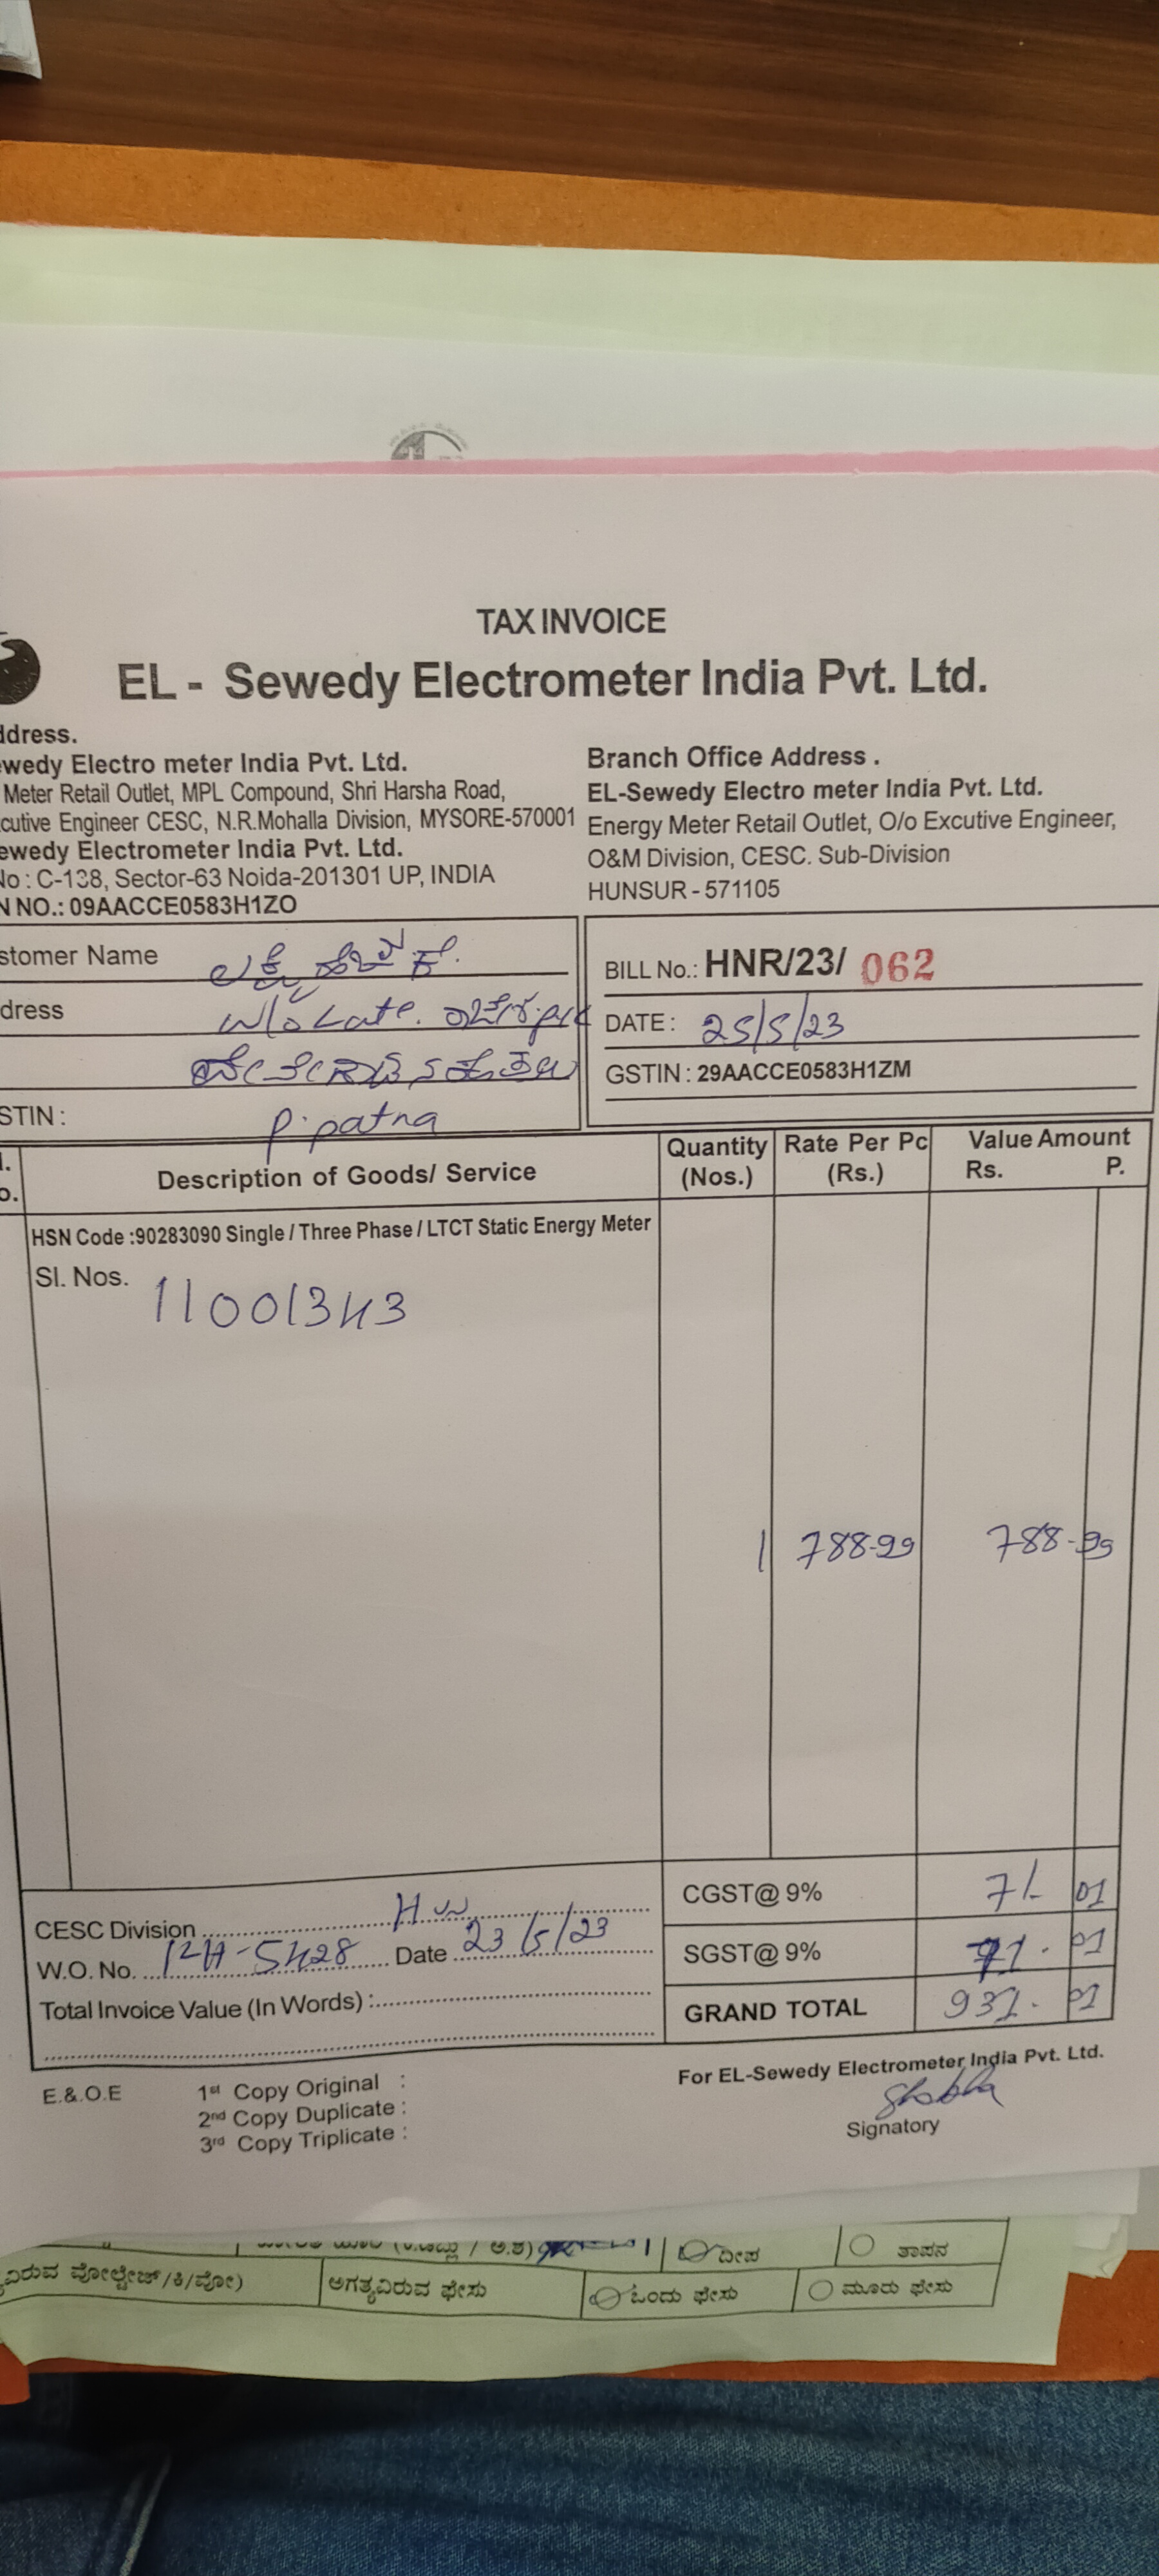 TAX INVOICE
EL - Sewedy Electrometer India Pvt. Ltd.
ddress.
ewedy Electro meter India Pvt. Ltd.
Meter Retail Outlet, MPL Compound, Shri Harsha Road,
cutive Engineer CESC, N.R.Mohalla Division, MYSORE-570001
ewedy Electrometer India Pvt. Ltd.
No : C-138, Sector-63 Noida-201301 UP, INDIA
N NO.: 09AACCE0583H1ZO
Branch Office Address .
EL-Sewedy Electro meter India Pvt. Ltd.
Energy Meter Retail Outlet, O/o Excutive Engineer,
O&M Division, CESC. Sub-Division
HUNSUR - 571105
stomer Name
dress W/o Late.
STIN : P. patna
BILL No.: HNR/23/ 062
DATE : 25/5/23
GSTIN : 29AACCE0583H1ZM
Description of Goods/ Service
Quantity (Nos.)
Rate Per Pc (Rs.)
Value Amount Rs. P.
HSN Code :90283090 Single / Three Phase / LTCT Static Energy Meter
Sl. Nos. 11001343
1 788-99 788-99
CGST@ 9% 71- 01
SGST@ 9% 71. 01
GRAND TOTAL 931. 01
CESC Division
W.O. No. Date 23/5/23
Total Invoice Value (In Words) :
E.&.O.E
1st Copy Original :
2nd Copy Duplicate :
3rd Copy Triplicate :
For EL-Sewedy Electrometer India Pvt. Ltd.
Shobha
Signatory
ದೀಪ ತಾಪನ
ವಿರುವ ವೋಲ್ಟೇಜ್/ಕಿ/ವೋ) ಅಗತ್ಯವಿರುವ ಫೇಸು ಒಂದು ಫೇಸು ಮೂರು ಫೇಸು